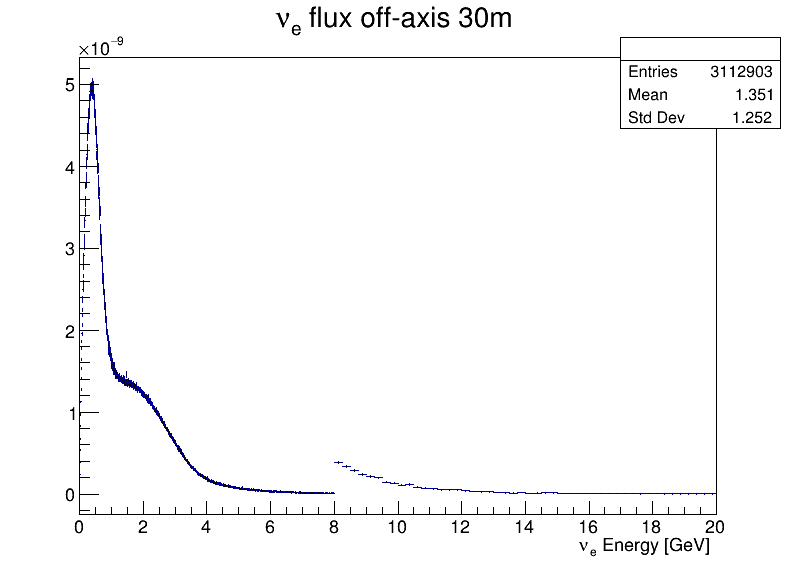 νe flux off-axis 30m
×10−9
Entries 3112903
Mean 1.351
Std Dev 1.252
5
4
3
2
1
0
0 2 4 6 8 10 12 14 16 18 20
νe Energy [GeV]